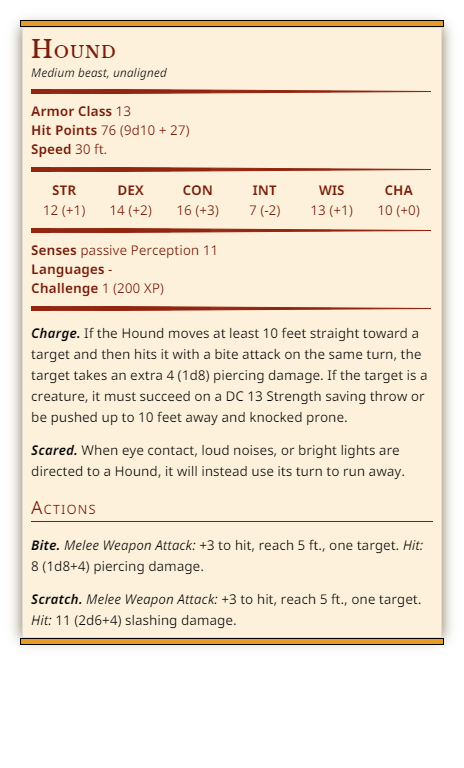 Hound
Medium beast, unaligned
Armor Class 13
Hit Points 76 (9d10 + 27)
Speed 30 ft.
STR DEX CON INT WIS CHA
12 (+1) 14 (+2) 16 (+3) 7 (-2) 13 (+1) 10 (+0)
Senses passive Perception 11
Languages -
Challenge 1 (200 XP)
Charge. If the Hound moves at least 10 feet straight toward a
target and then hits it with a bite attack on the same turn, the
target takes an extra 4 (1d8) piercing damage. If the target is a
creature, it must succeed on a DC 13 Strength saving throw or
be pushed up to 10 feet away and knocked prone.
Scared. When eye contact, loud noises, or bright lights are
directed to a Hound, it will instead use its turn to run away.
Actions
Bite. Melee Weapon Attack: +3 to hit, reach 5 ft., one target. Hit:
8 (1d8+4) piercing damage.
Scratch. Melee Weapon Attack: +3 to hit, reach 5 ft., one target.
Hit: 11 (2d6+4) slashing damage.